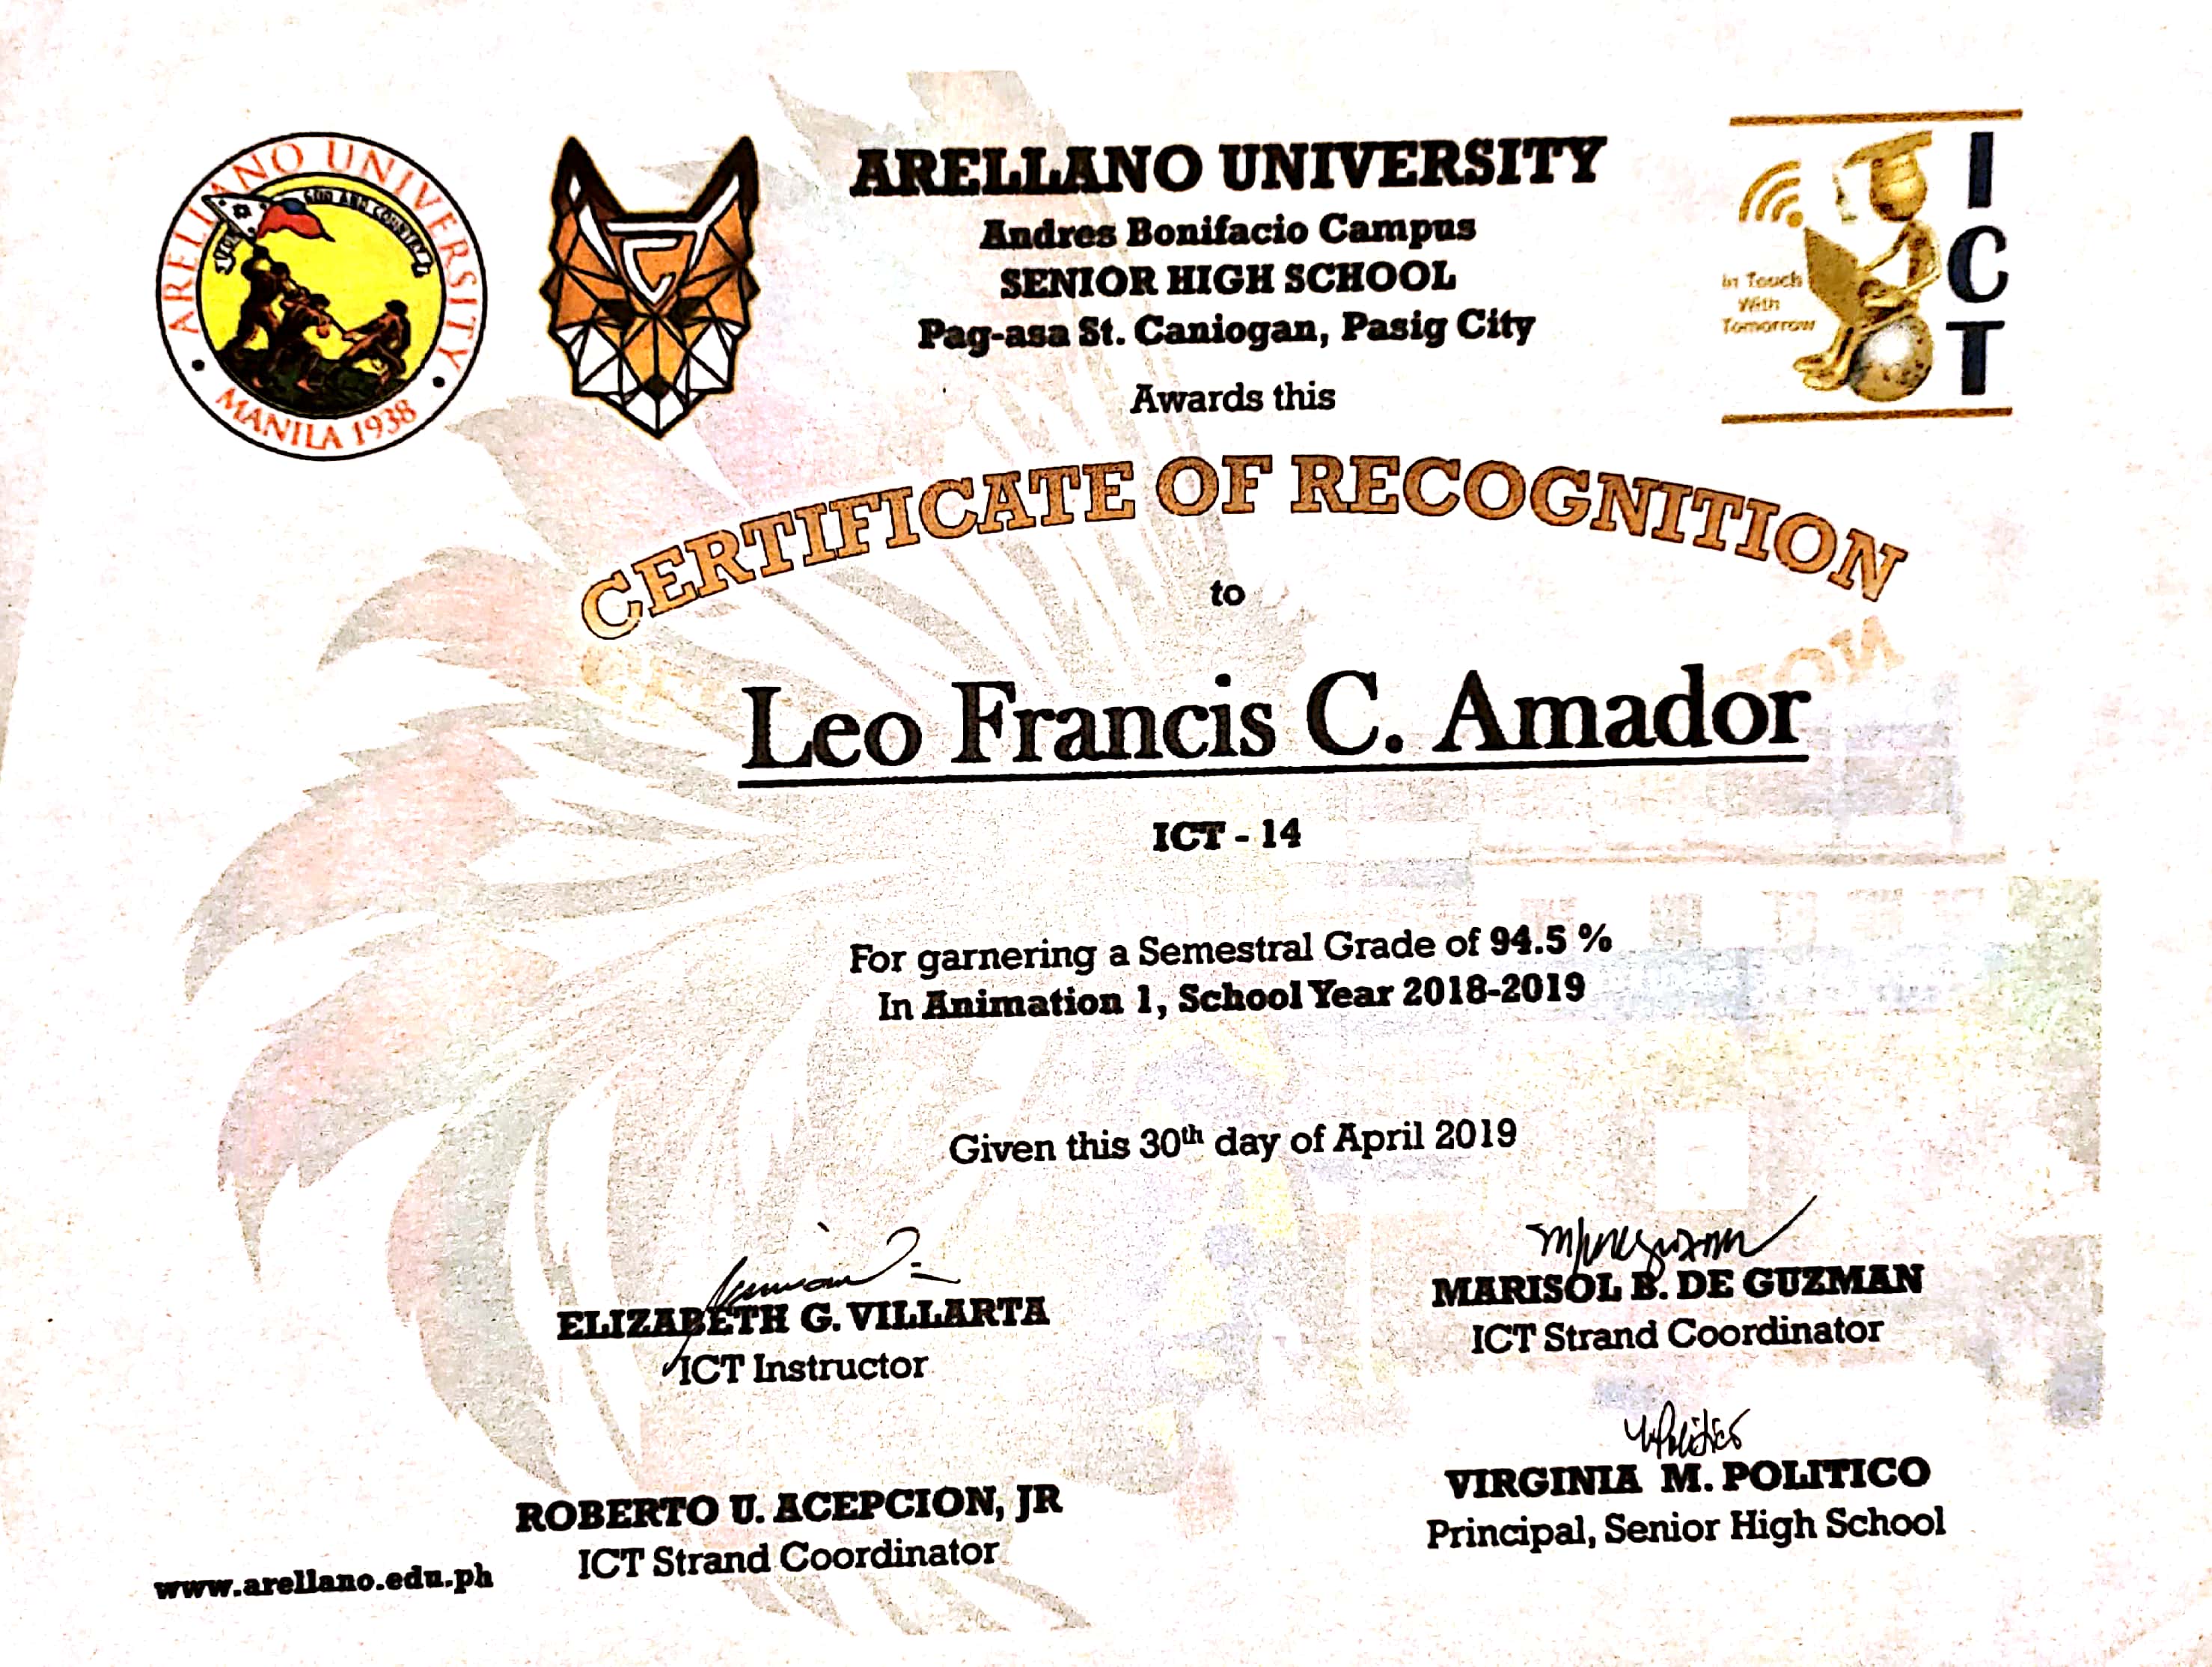 ARELLANO UNIVERSITY
FOR GOD AND COUNTRY
MANILA 1938
ARELLANO UNIVERSITY
Andres Bonifacio Campus
SENIOR HIGH SCHOOL
Pag-asa St. Caniogan, Pasig City
Awards this
In Touch
With
Tomorrow
ICT
CERTIFICATE OF RECOGNITION
to
Leo Francis C. Amador
ICT - 14
For garnering a Semestral Grade of 94.5 %
In Animation 1, School Year 2018-2019
Given this 30th day of April 2019
ELIZABETH G. VILLARTA
ICT Instructor
MARISOL B. DE GUZMAN
ICT Strand Coordinator
ROBERTO U. ACEPCION, JR
ICT Strand Coordinator
VPolitico
VIRGINIA M. POLITICO
Principal, Senior High School
www.arellano.edu.ph